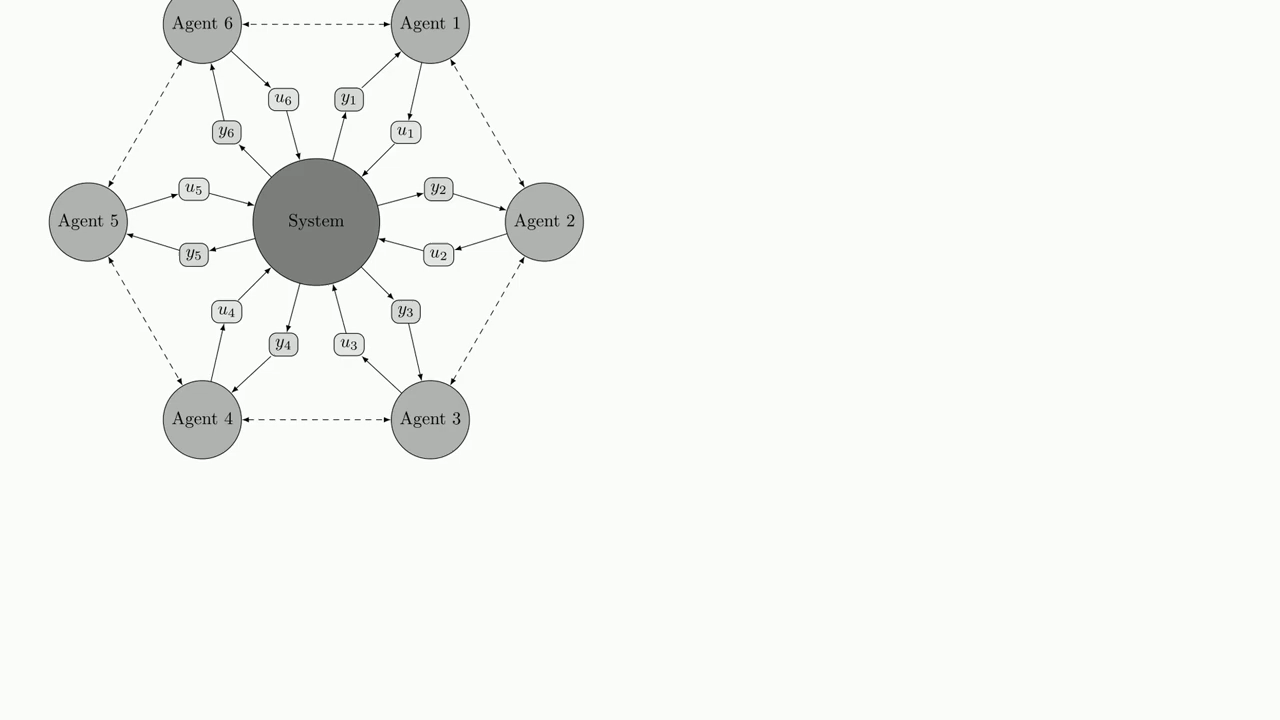 Agent 6
Agent 1
u₆
y₁
y₆
u₁
u₅
y₂
Agent 5
System
Agent 2
y₅
u₂
u₄
y₃
y₄
u₃
Agent 4
Agent 3